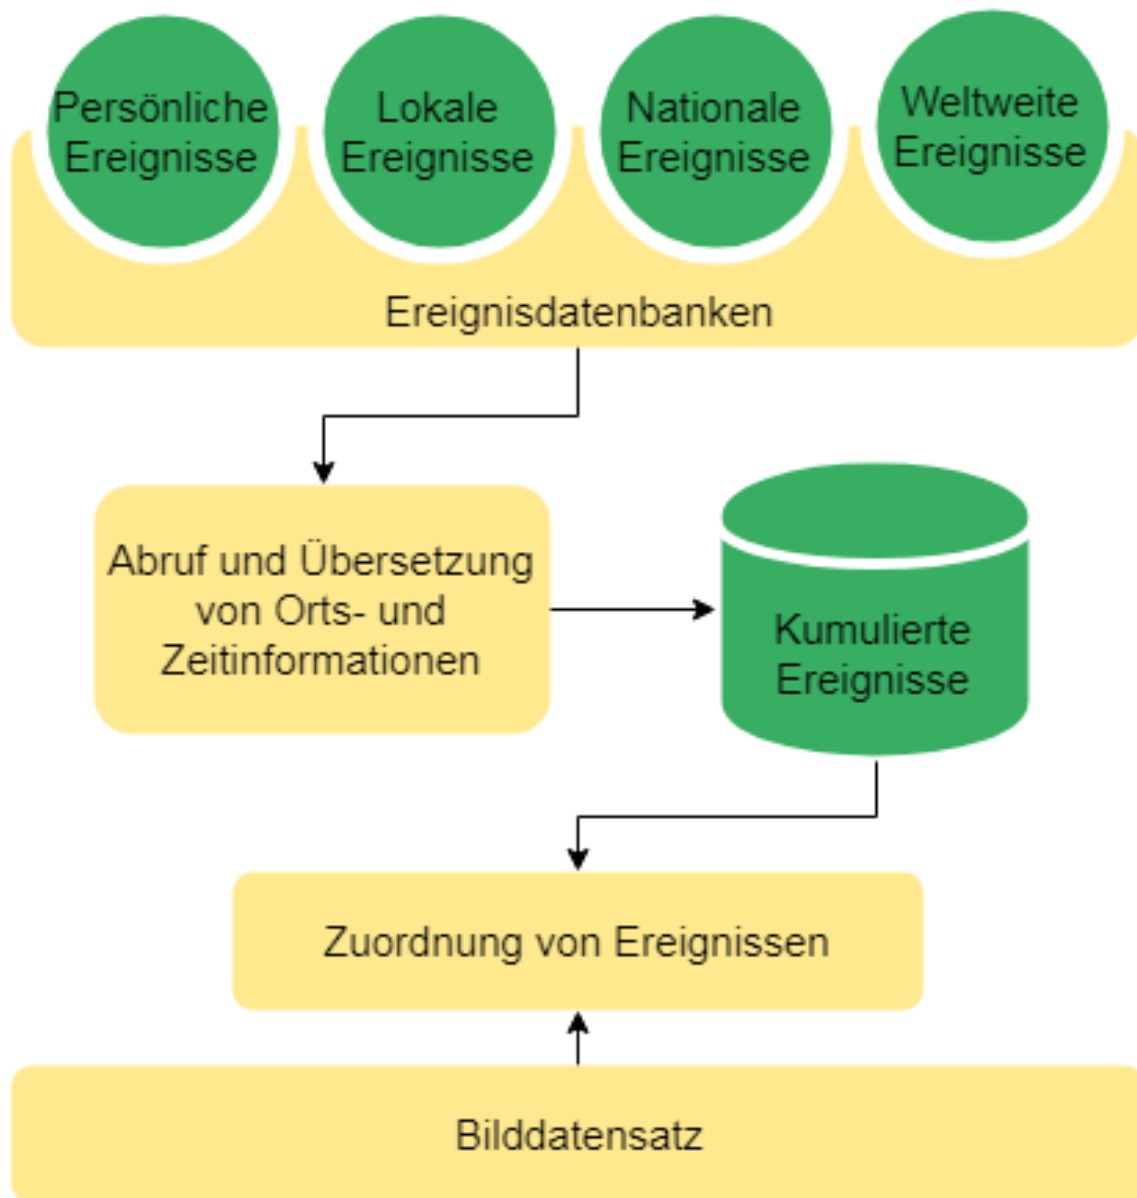 Persönliche
Ereignisse
Lokale
Ereignisse
Nationale
Ereignisse
Weltweite
Ereignisse
Ereignisdatenbanken
Abruf und Übersetzung
von Orts- und
Zeitinformationen
Kumulierte
Ereignisse
Zuordnung von Ereignissen
Bilddatensatz